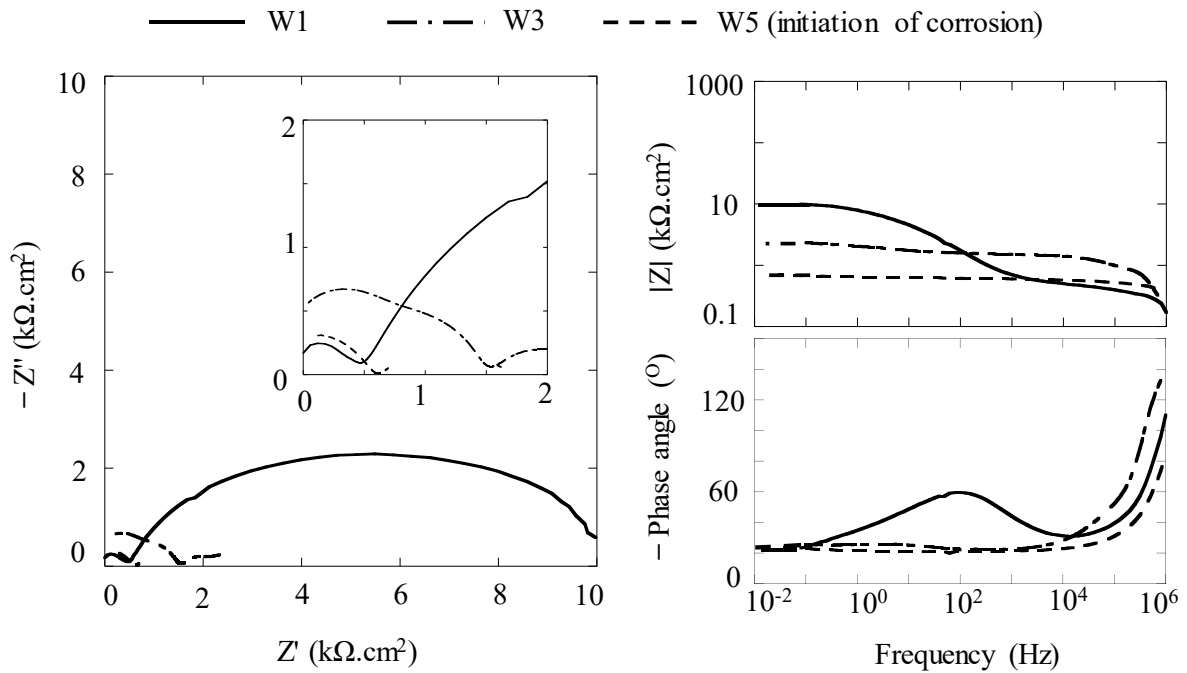 W1 W3 W5 (initiation of corrosion)
10
8
6
4
2
0
– Z'' (kΩ.cm²)
0 2 4 6 8 10
Z' (kΩ.cm²)
2
1
0
0 1 2
1000
10
0.1
|Z| (kΩ.cm²)
120
60
0
– Phase angle (ᴼ)
10⁻² 10⁰ 10² 10⁴ 10⁶
Frequency (Hz)